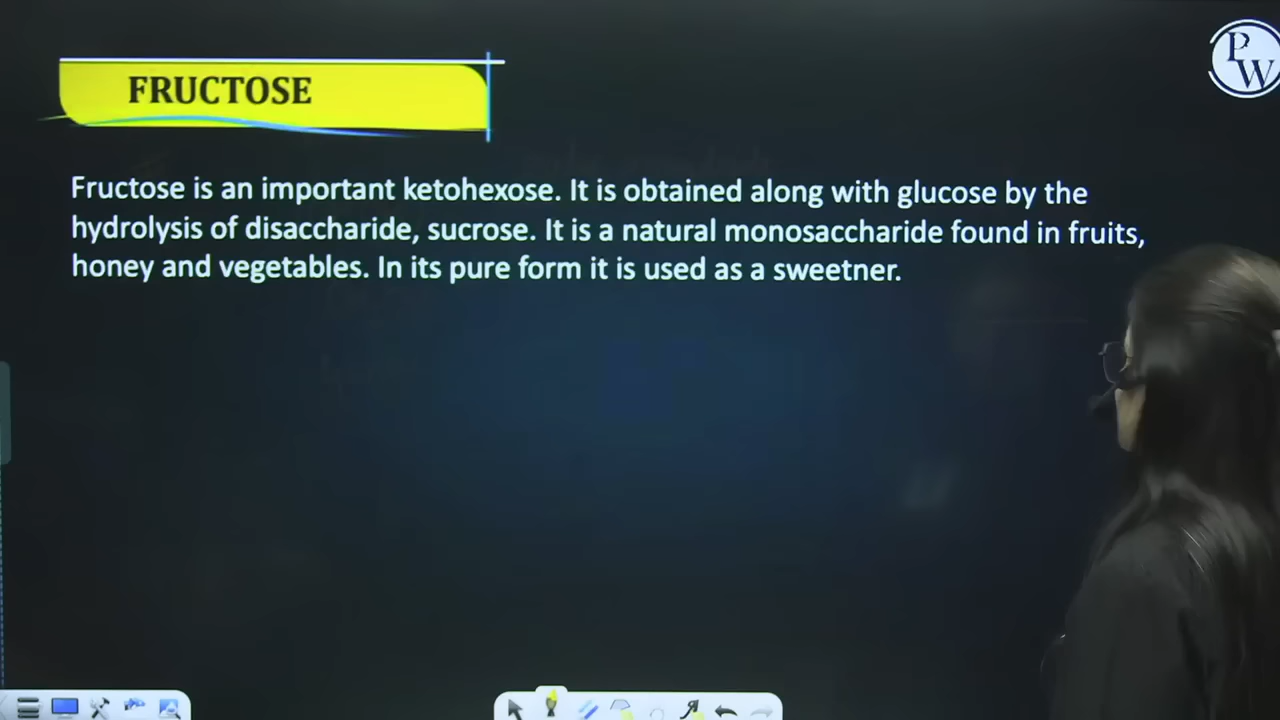 PW
FRUCTOSE
Fructose is an important ketohexose. It is obtained along with glucose by the
hydrolysis of disaccharide, sucrose. It is a natural monosaccharide found in fruits,
honey and vegetables. In its pure form it is used as a sweetner.